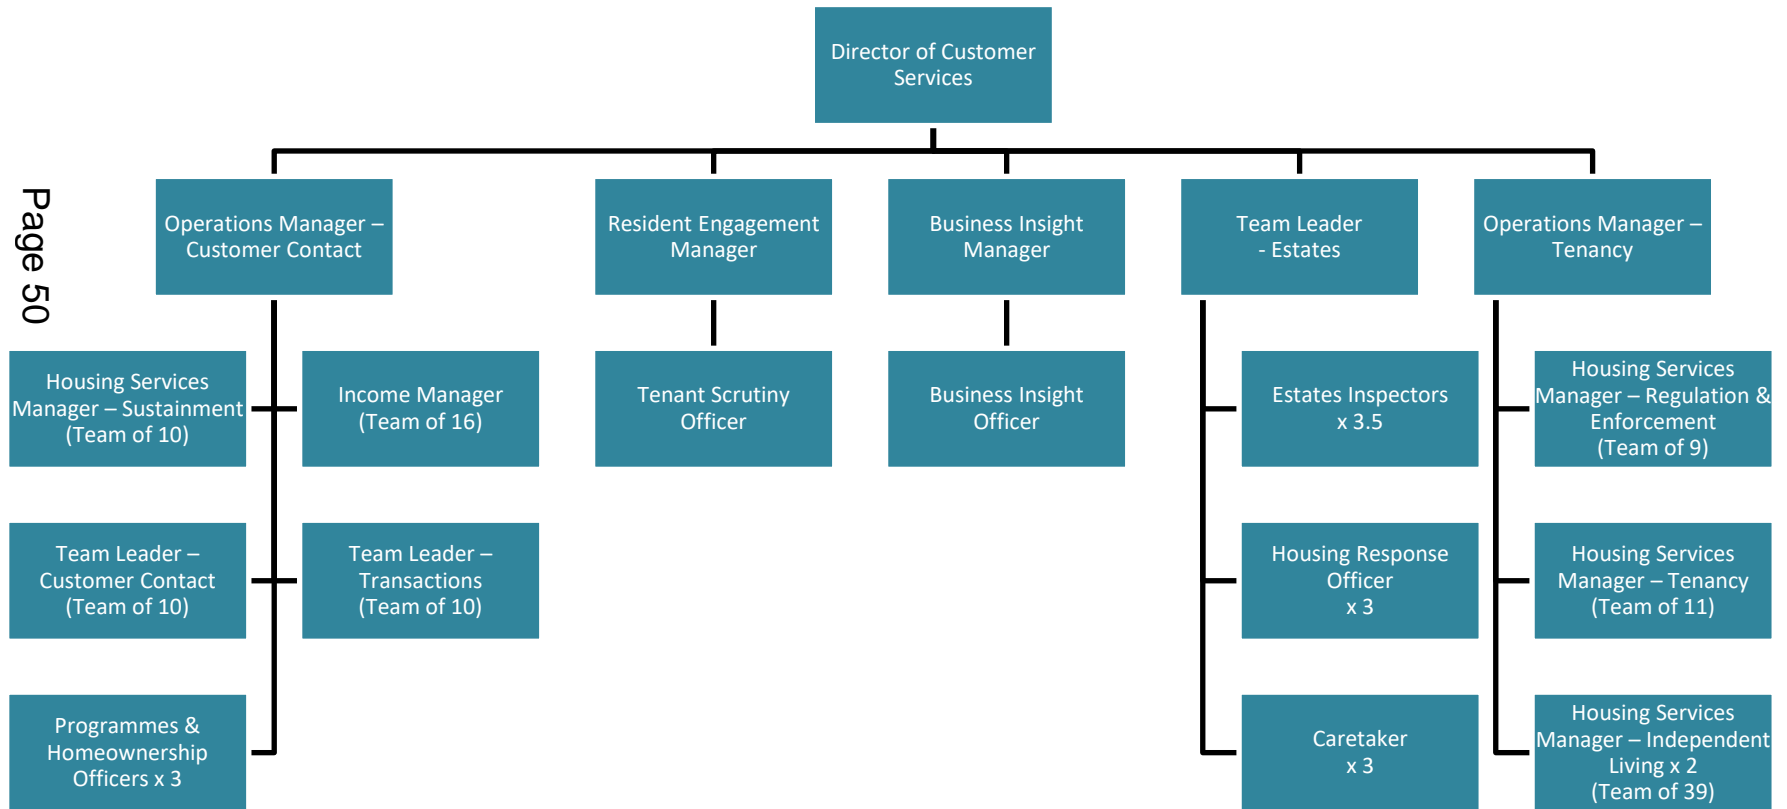 Director of Customer
Services
Page 50
Operations Manager –
Customer Contact
Resident Engagement
Manager
Business Insight
Manager
Team Leader
- Estates
Operations Manager –
Tenancy
Housing Services
Manager – Sustainment
(Team of 10)
Income Manager
(Team of 16)
Tenant Scrutiny
Officer
Business Insight
Officer
Estates Inspectors
x 3.5
Housing Services
Manager – Regulation &
Enforcement
(Team of 9)
Team Leader –
Customer Contact
(Team of 10)
Team Leader –
Transactions
(Team of 10)
Housing Response
Officer
x 3
Housing Services
Manager – Tenancy
(Team of 11)
Programmes &
Homeownership
Officers x 3
Caretaker
x 3
Housing Services
Manager – Independent
Living x 2
(Team of 39)